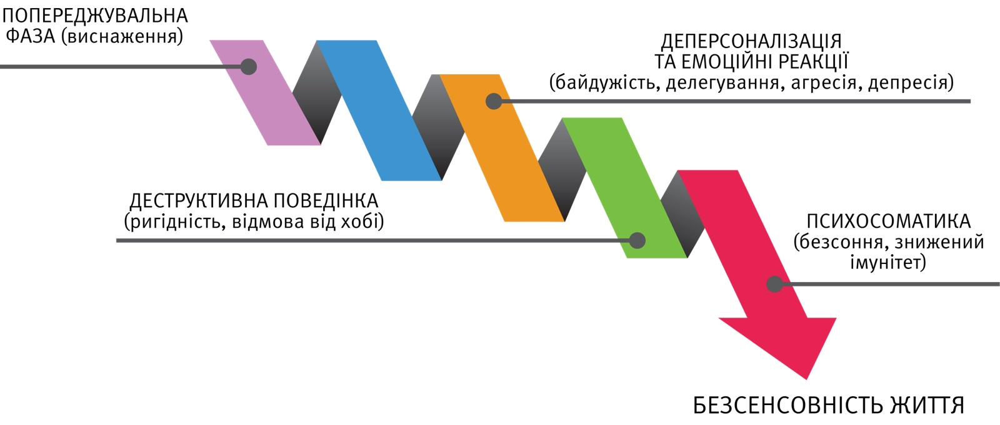 ПОПЕРЕДЖУВАЛЬНА
ФАЗА (виснаження)
ДЕПЕРСОНАЛІЗАЦІЯ
ТА ЕМОЦІЙНІ РЕАКЦІЇ
(байдужість, делегування, агресія, депресія)
ДЕСТРУКТИВНА ПОВЕДІНКА
(ригідність, відмова від хобі)
ПСИХОСОМАТИКА
(безсоння, знижений
імунітет)
БЕЗСЕНСОВНІСТЬ ЖИТТЯ